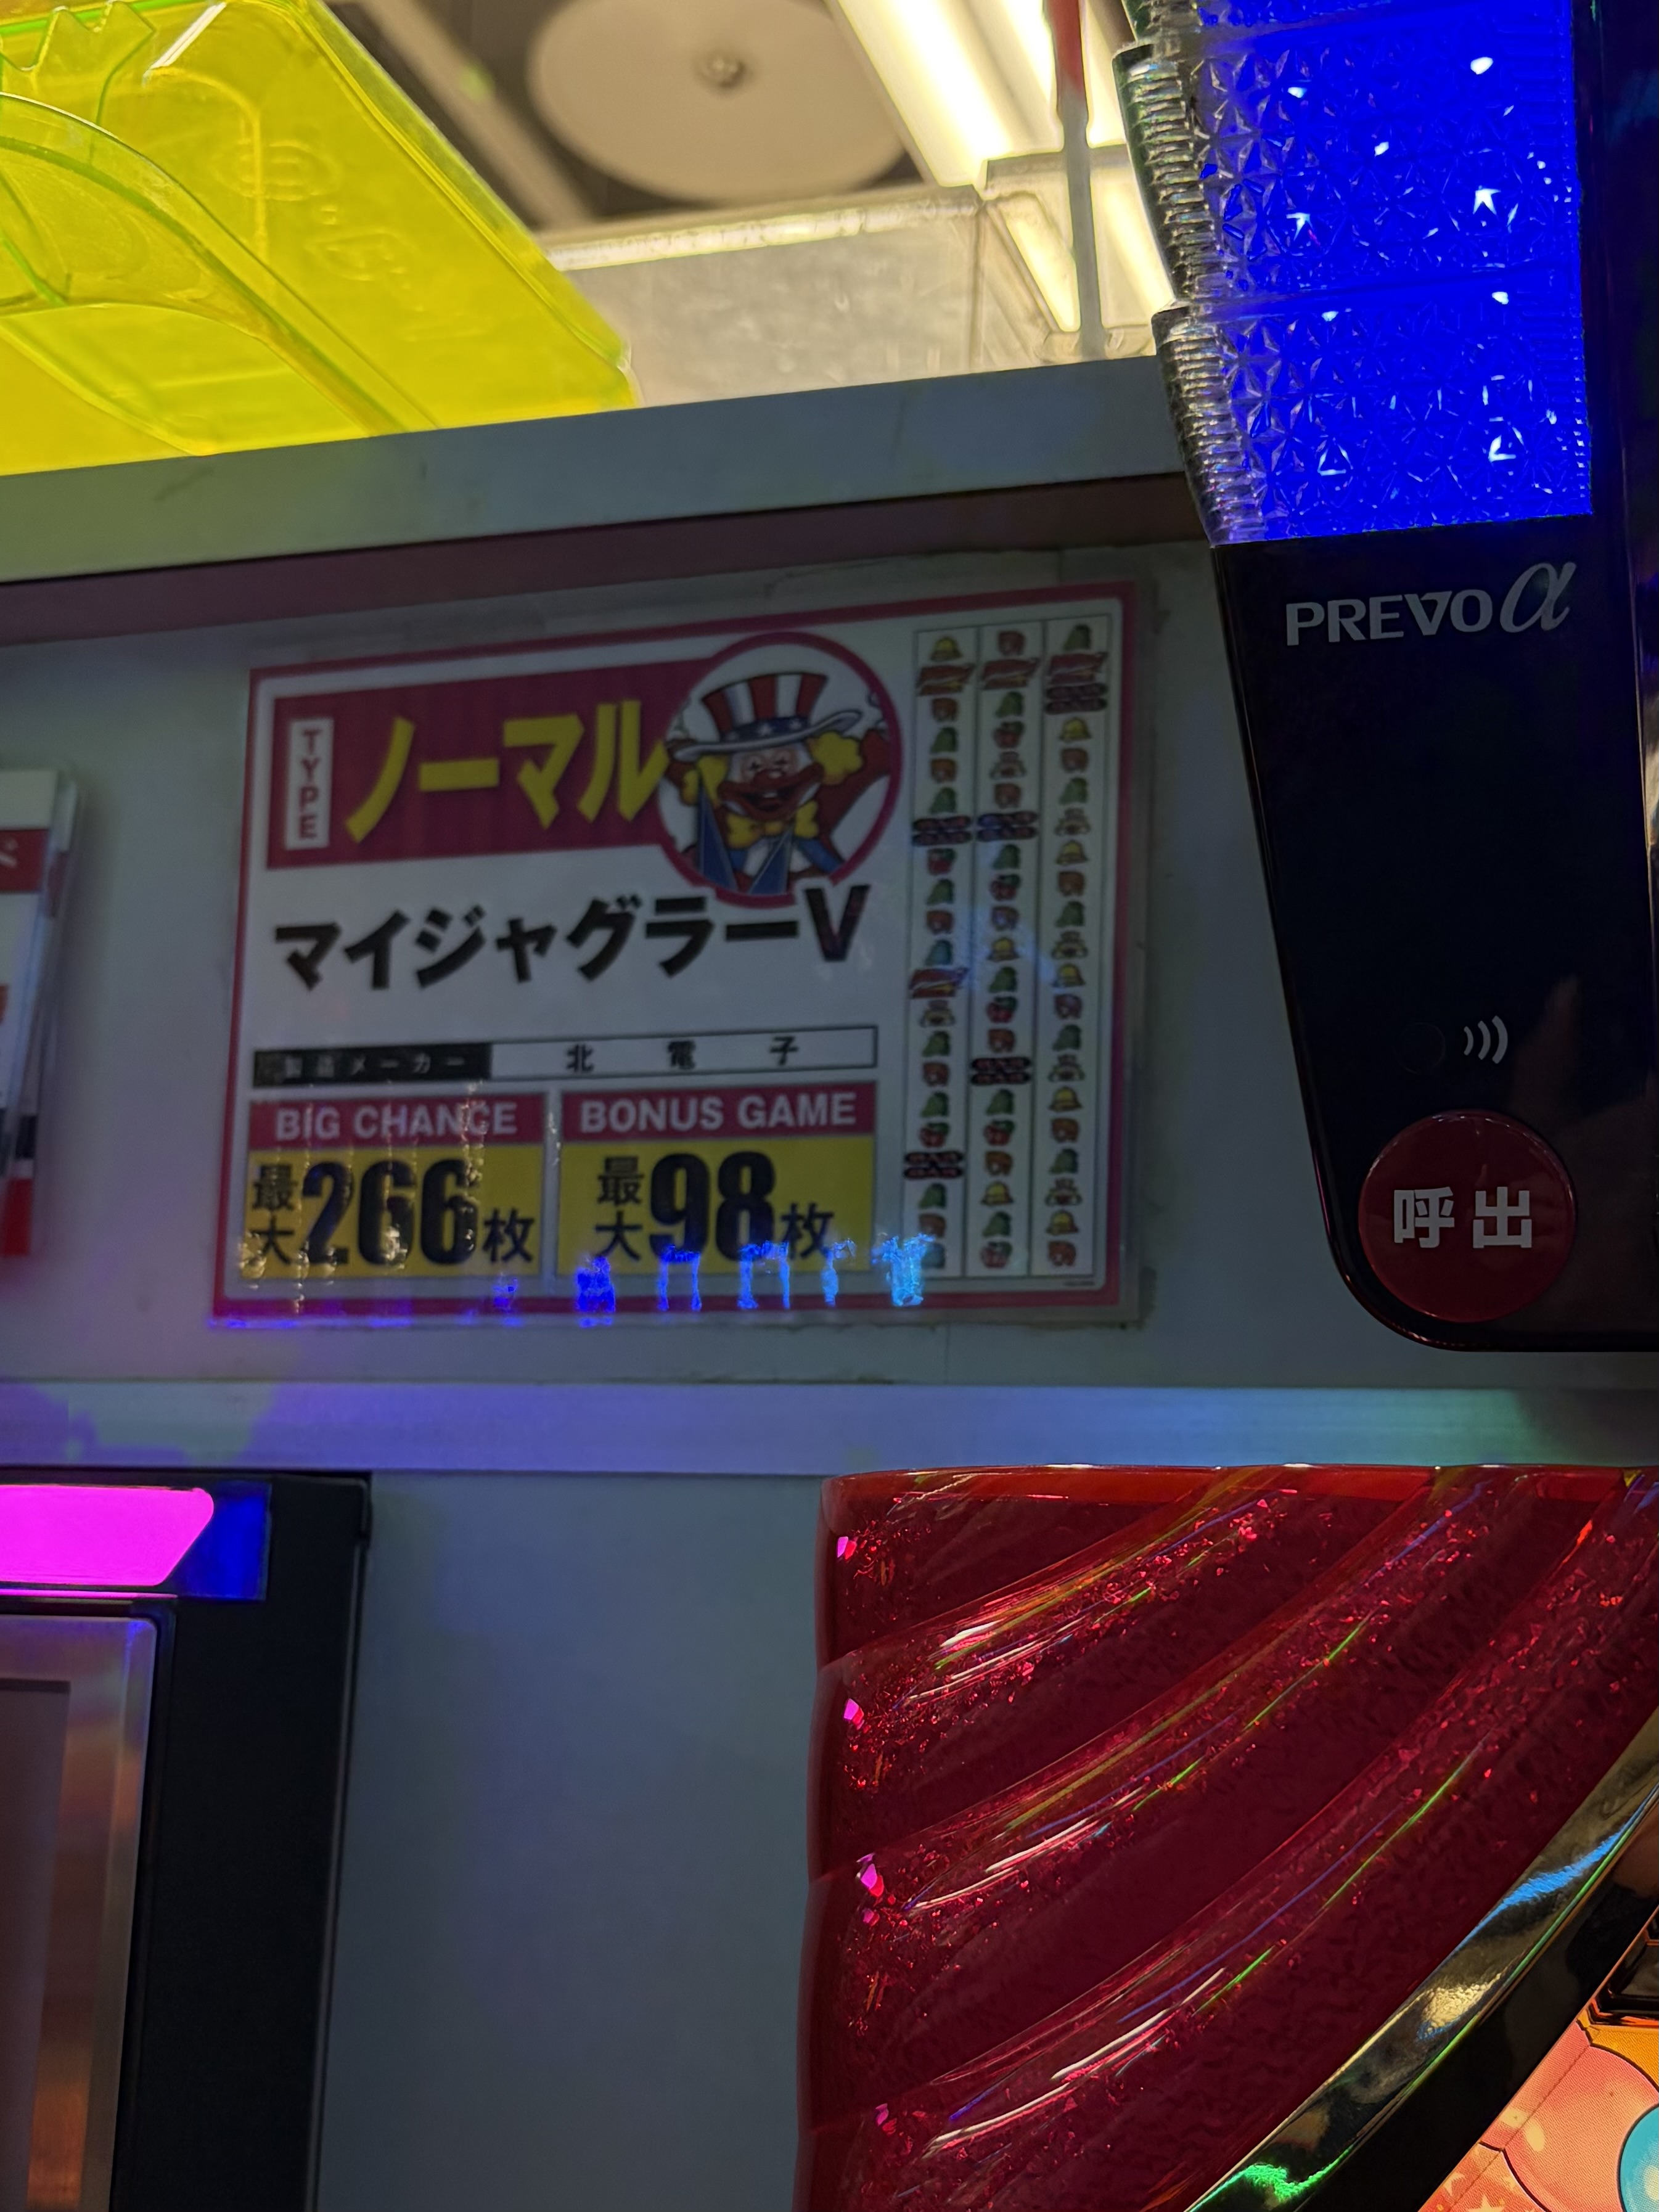 PREVO α
TYPE
ノーマル
マイジャグラーV
製造メーカー 北電子
BIG CHANCE
最大266枚
BONUS GAME
最大98枚
呼出